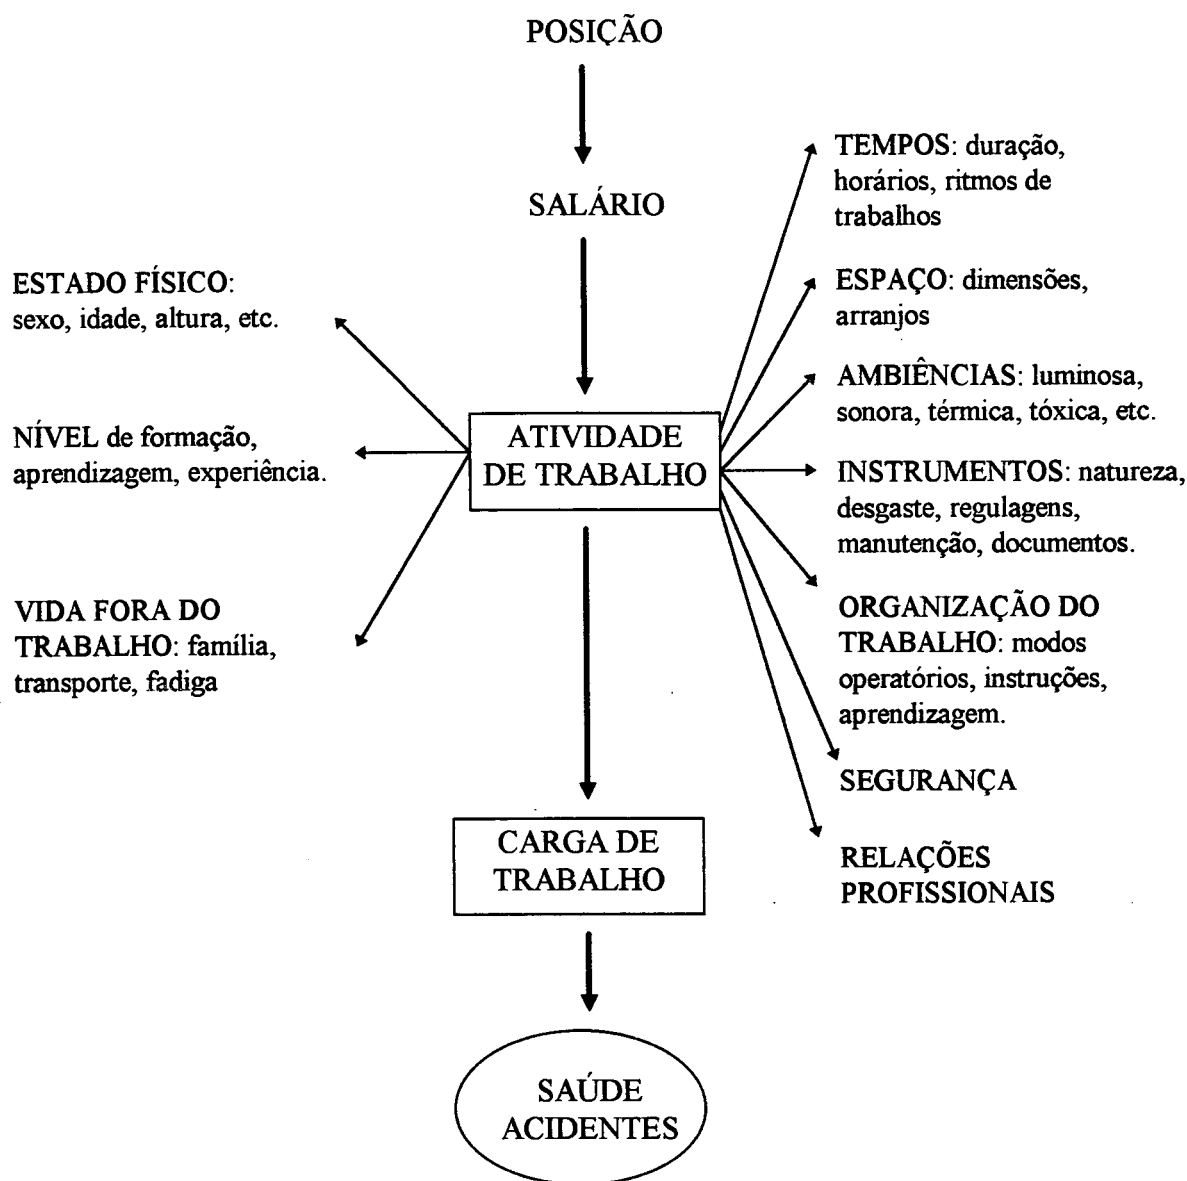 POSIÇÃO
SALÁRIO
ESTADO FÍSICO:
sexo, idade, altura, etc.
NÍVEL de formação,
aprendizagem, experiência.
VIDA FORA DO
TRABALHO: família,
transporte, fadiga
ATIVIDADE
DE TRABALHO
TEMPOS: duração,
horários, ritmos de
trabalhos
ESPAÇO: dimensões,
arranjos
AMBIÊNCIAS: luminosa,
sonora, térmica, tóxica, etc.
INSTRUMENTOS: natureza,
desgaste, regulagens,
manutenção, documentos.
ORGANIZAÇÃO DO
TRABALHO: modos
operatórios, instruções,
aprendizagem.
SEGURANÇA
RELAÇÕES
PROFISSIONAIS
CARGA DE
TRABALHO
SAÚDE
ACIDENTES